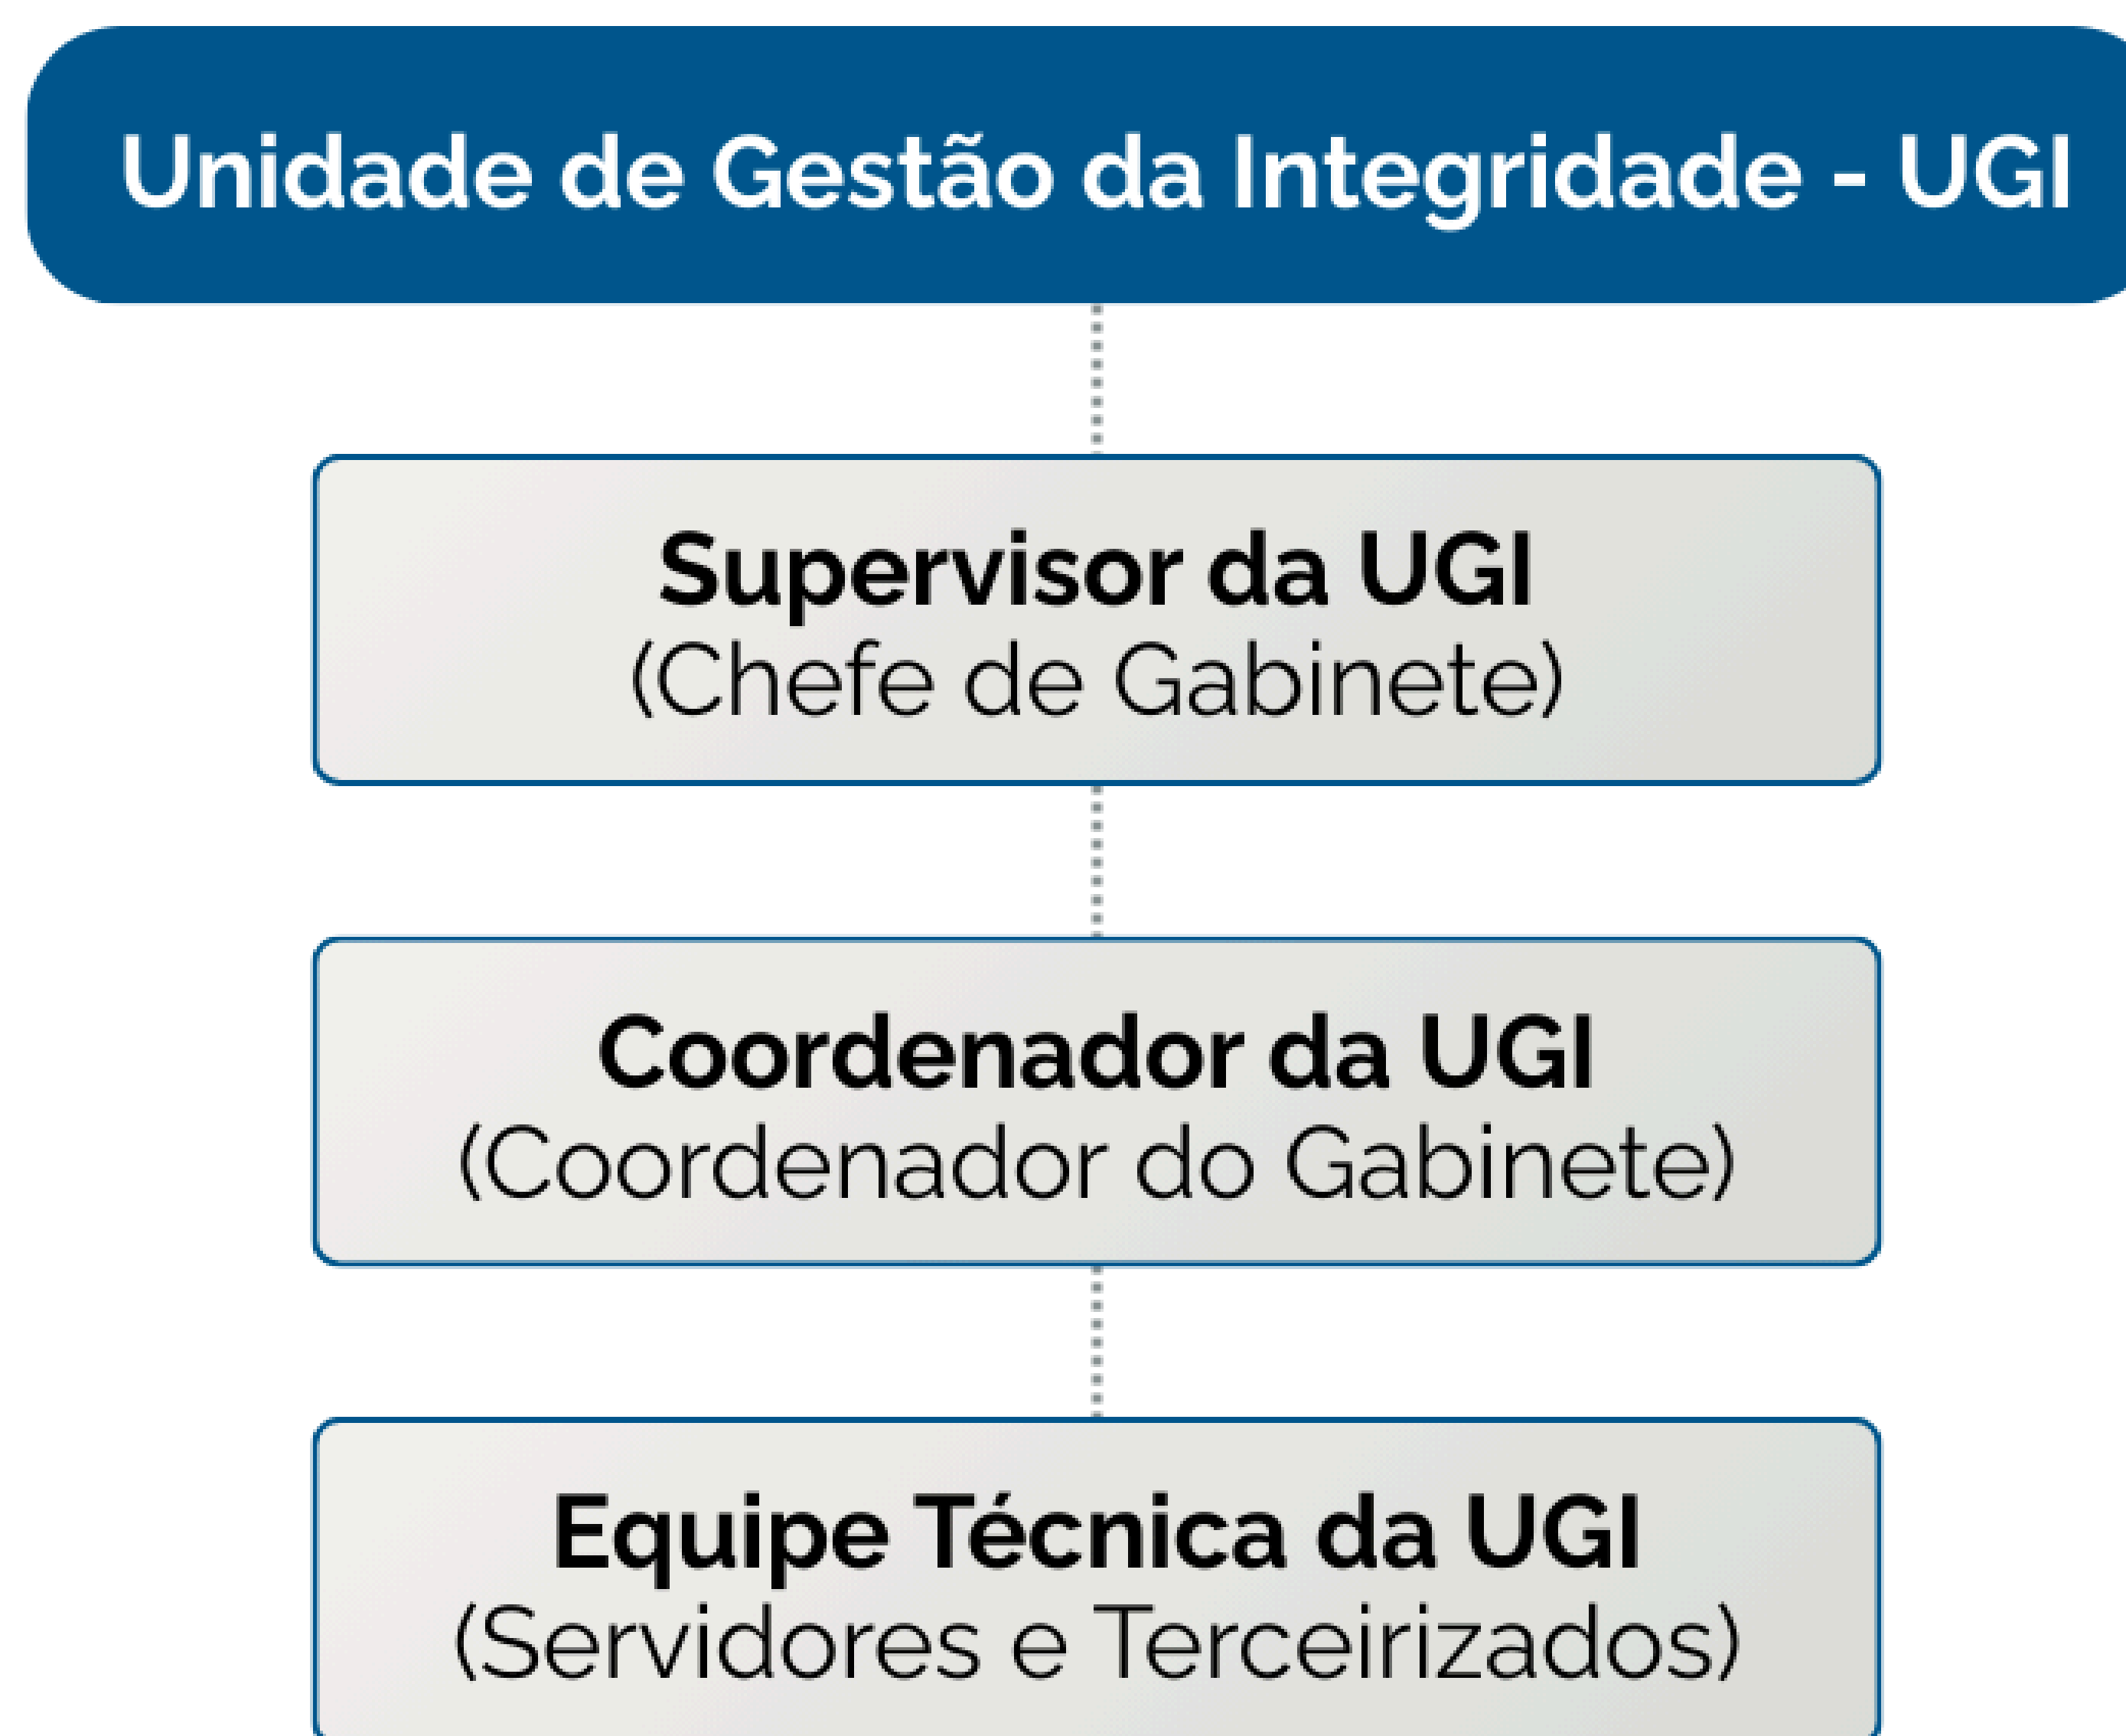 Unidade de Gestão da Integridade - UGI
Supervisor da UGI
(Chefe de Gabinete)
Coordenador da UGI
(Coordenador do Gabinete)
Equipe Técnica da UGI
(Servidores e Terceirizados)